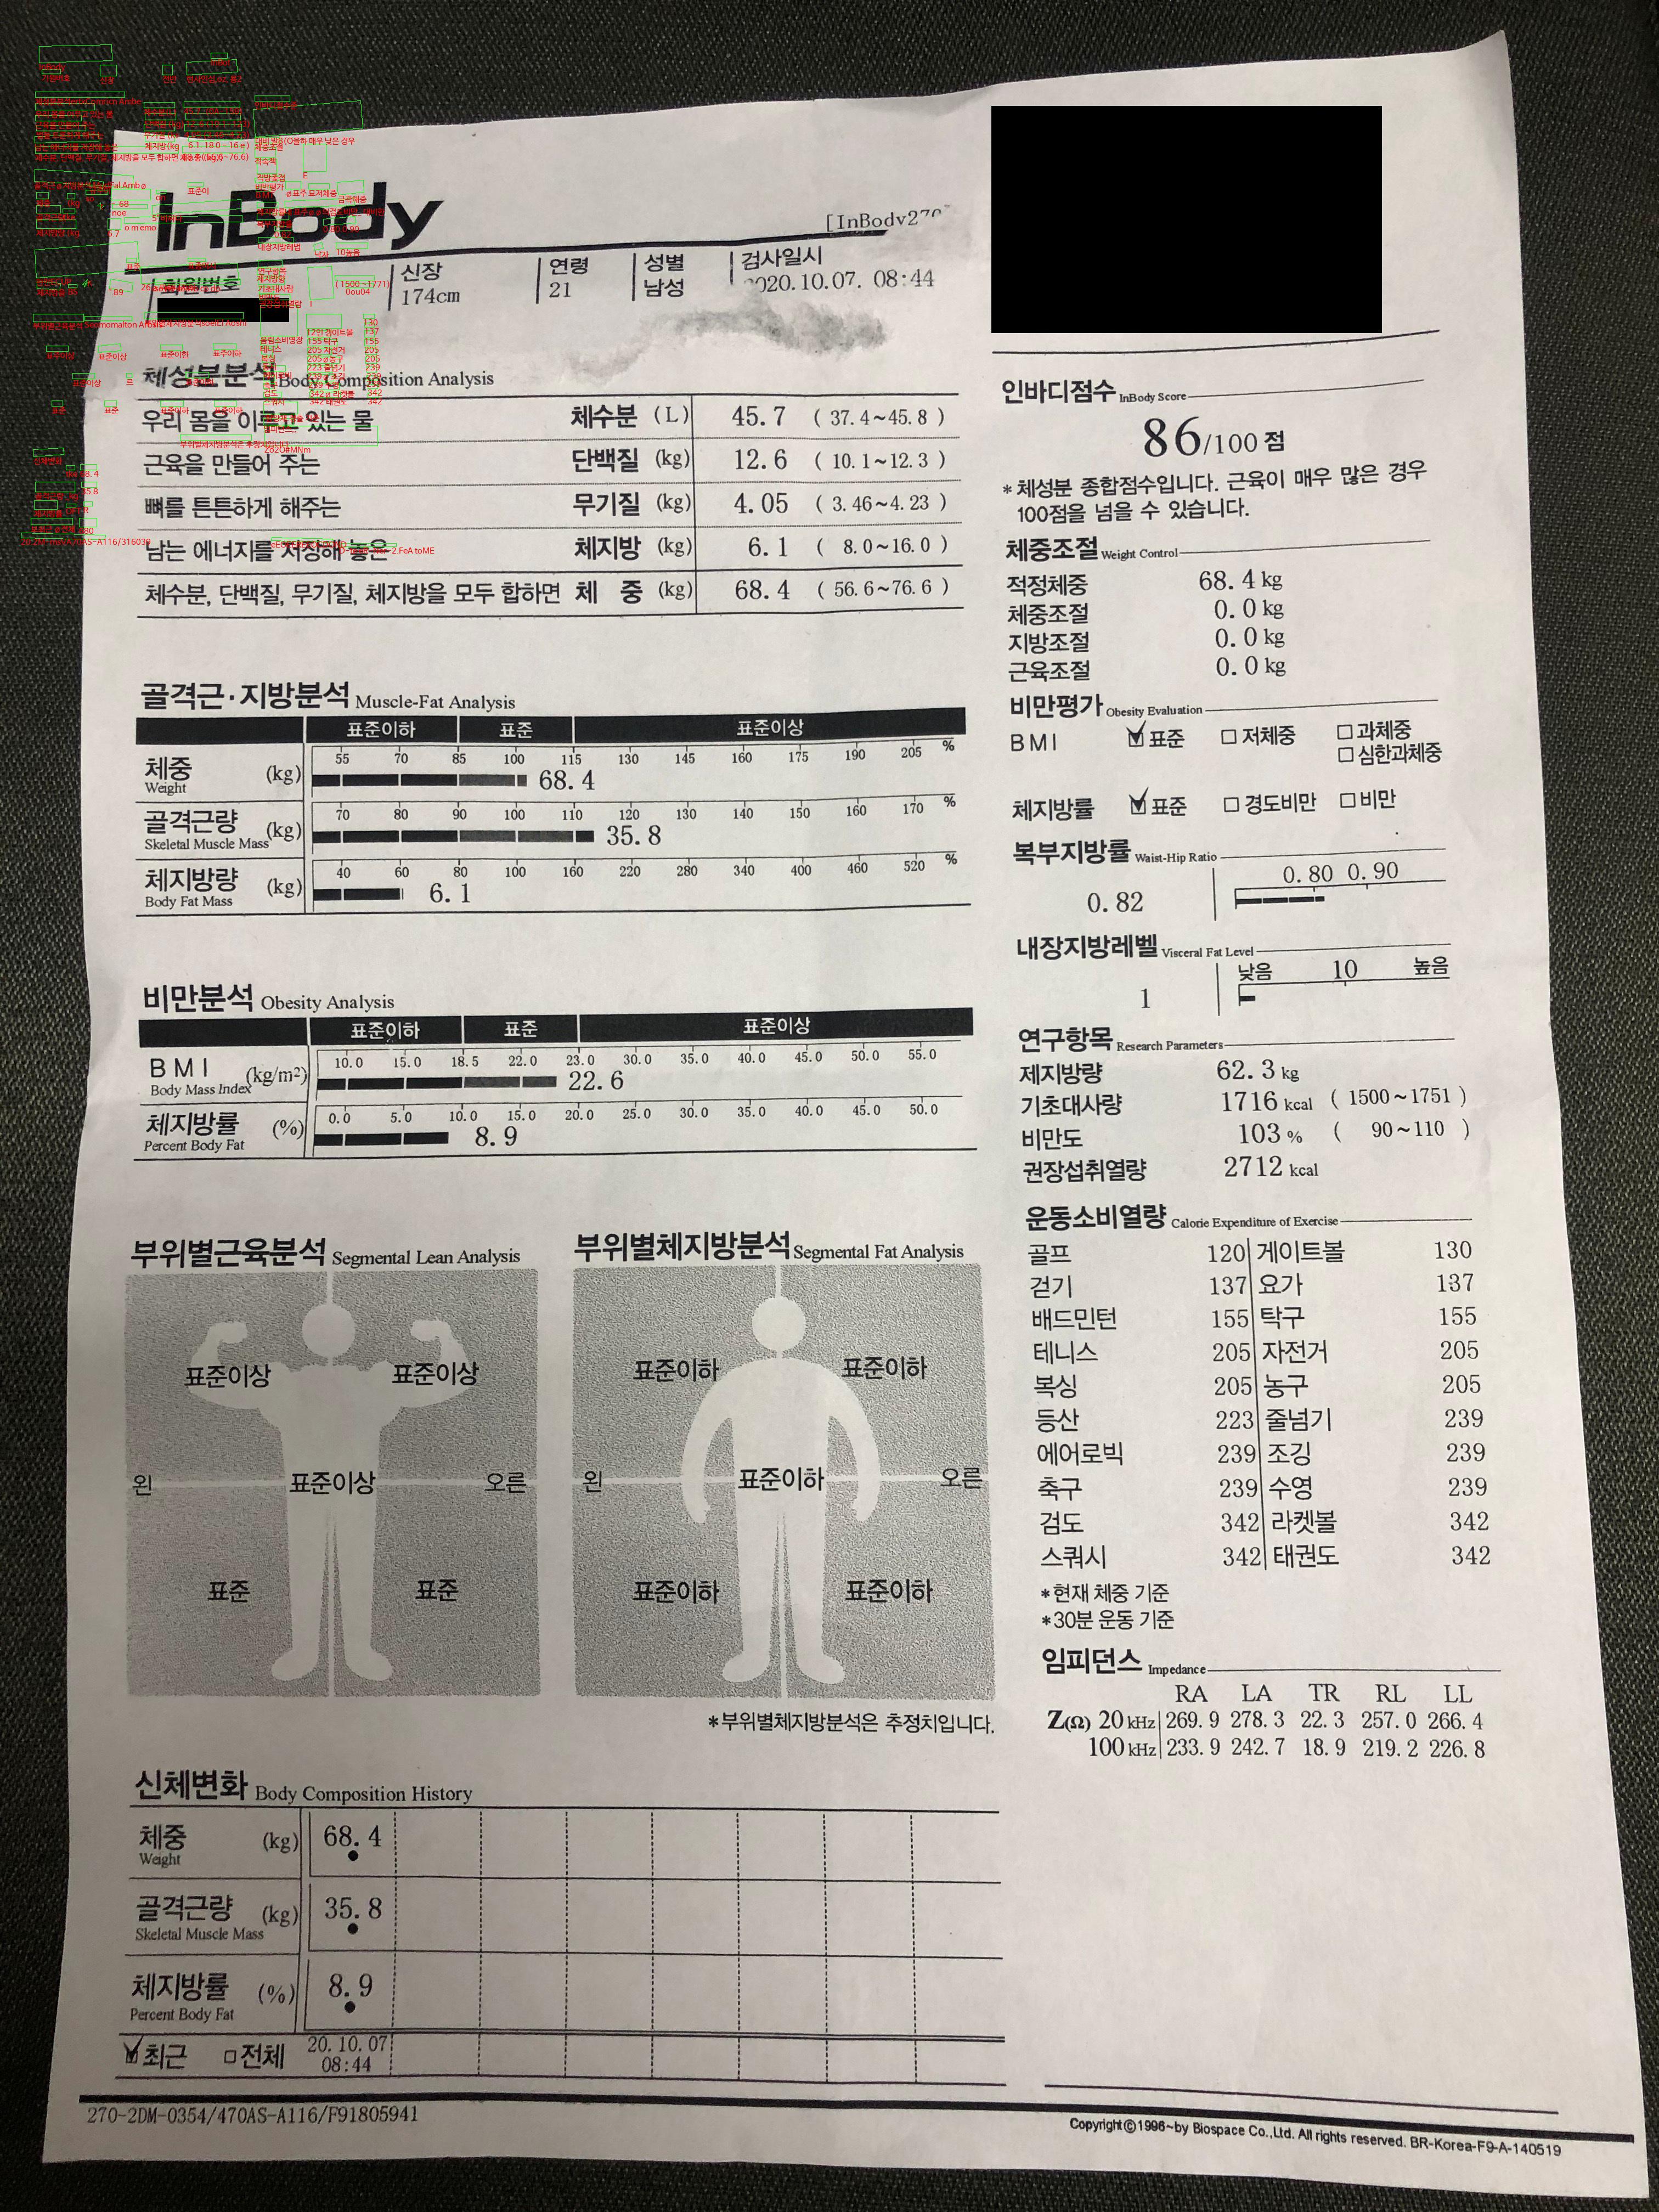 InBody
[InBody270
회원번호
신장
174cm
연령
21
성별
남성
검사일시
2020.10.07. 08:44
체성분분석 Body Composition Analysis
우리 몸을 이루고 있는 물 체수분 (L) 45.7 ( 37.4~45.8 )
근육을 만들어 주는 단백질 (kg) 12.6 ( 10.1~12.3 )
뼈를 튼튼하게 해주는 무기질 (kg) 4.05 ( 3.46~4.23 )
남는 에너지를 저장해 놓은 체지방 (kg) 6.1 ( 8.0~16.0 )
체수분, 단백질, 무기질, 체지방을 모두 합하면 체 중 (kg) 68.4 ( 56.6~76.6 )
골격근·지방분석 Muscle-Fat Analysis
표준이하 표준 표준이상
체중 (kg) 55 70 85 100 115 130 145 160 175 190 205 %
Weight 68.4
골격근량 (kg) 70 80 90 100 110 120 130 140 150 160 170 %
Skeletal Muscle Mass 35.8
체지방량 (kg) 40 60 80 100 160 220 280 340 400 460 520 %
Body Fat Mass 6.1
비만분석 Obesity Analysis
표준이하 표준 표준이상
BMI (kg/m²) 10.0 15.0 18.5 22.0 23.0 30.0 35.0 40.0 45.0 50.0 55.0
Body Mass Index 22.6
체지방률 (%) 0.0 5.0 10.0 15.0 20.0 25.0 30.0 35.0 40.0 45.0 50.0
Percent Body Fat 8.9
부위별근육분석 Segmental Lean Analysis
표준이상 표준이상
왼 표준이상 오른
표준 표준
부위별체지방분석 Segmental Fat Analysis
표준이하 표준이하
왼 표준이하 오른
표준이하 표준이하
*부위별체지방분석은 추정치입니다.
신체변화 Body Composition History
체중 (kg) 68.4
Weight
골격근량 (kg) 35.8
Skeletal Muscle Mass
체지방률 (%) 8.9
Percent Body Fat
최근 전체 20.10.07
08:44
인바디점수 InBody Score
86/100 점
*체성분 종합점수입니다. 근육이 매우 많은 경우
100점을 넘을 수 있습니다.
체중조절 Weight Control
적정체중 68.4 kg
체중조절 0.0 kg
지방조절 0.0 kg
근육조절 0.0 kg
비만평가 Obesity Evaluation
BMI 표준 저체중 과체중
심한과체중
체지방률 표준 경도비만 비만
복부지방률 Waist-Hip Ratio
0.80 0.90
0.82
내장지방레벨 Visceral Fat Level
낮음 10 높음
1
연구항목 Research Parameters
제지방량 62.3 kg
기초대사량 1716 kcal ( 1500~1751 )
비만도 103 % ( 90~110 )
권장섭취열량 2712 kcal
운동소비열량 Calorie Expenditure of Exercise
골프 120 게이트볼 130
걷기 137 요가 137
배드민턴 155 탁구 155
테니스 205 자전거 205
복싱 205 농구 205
등산 223 줄넘기 239
에어로빅 239 조깅 239
축구 239 수영 239
검도 342 라켓볼 342
스쿼시 342 태권도 342
*현재 체중 기준
*30분 운동 기준
임피던스 Impedance
RA LA TR RL LL
Z(Ω) 20 kHz 269.9 278.3 22.3 257.0 266.4
100 kHz 233.9 242.7 18.9 219.2 226.8
270-2DM-0354/470AS-A116/F91805941
Copyright©1996~by Biospace Co.,Ltd. All rights reserved. BR-Korea-F9-A-140519